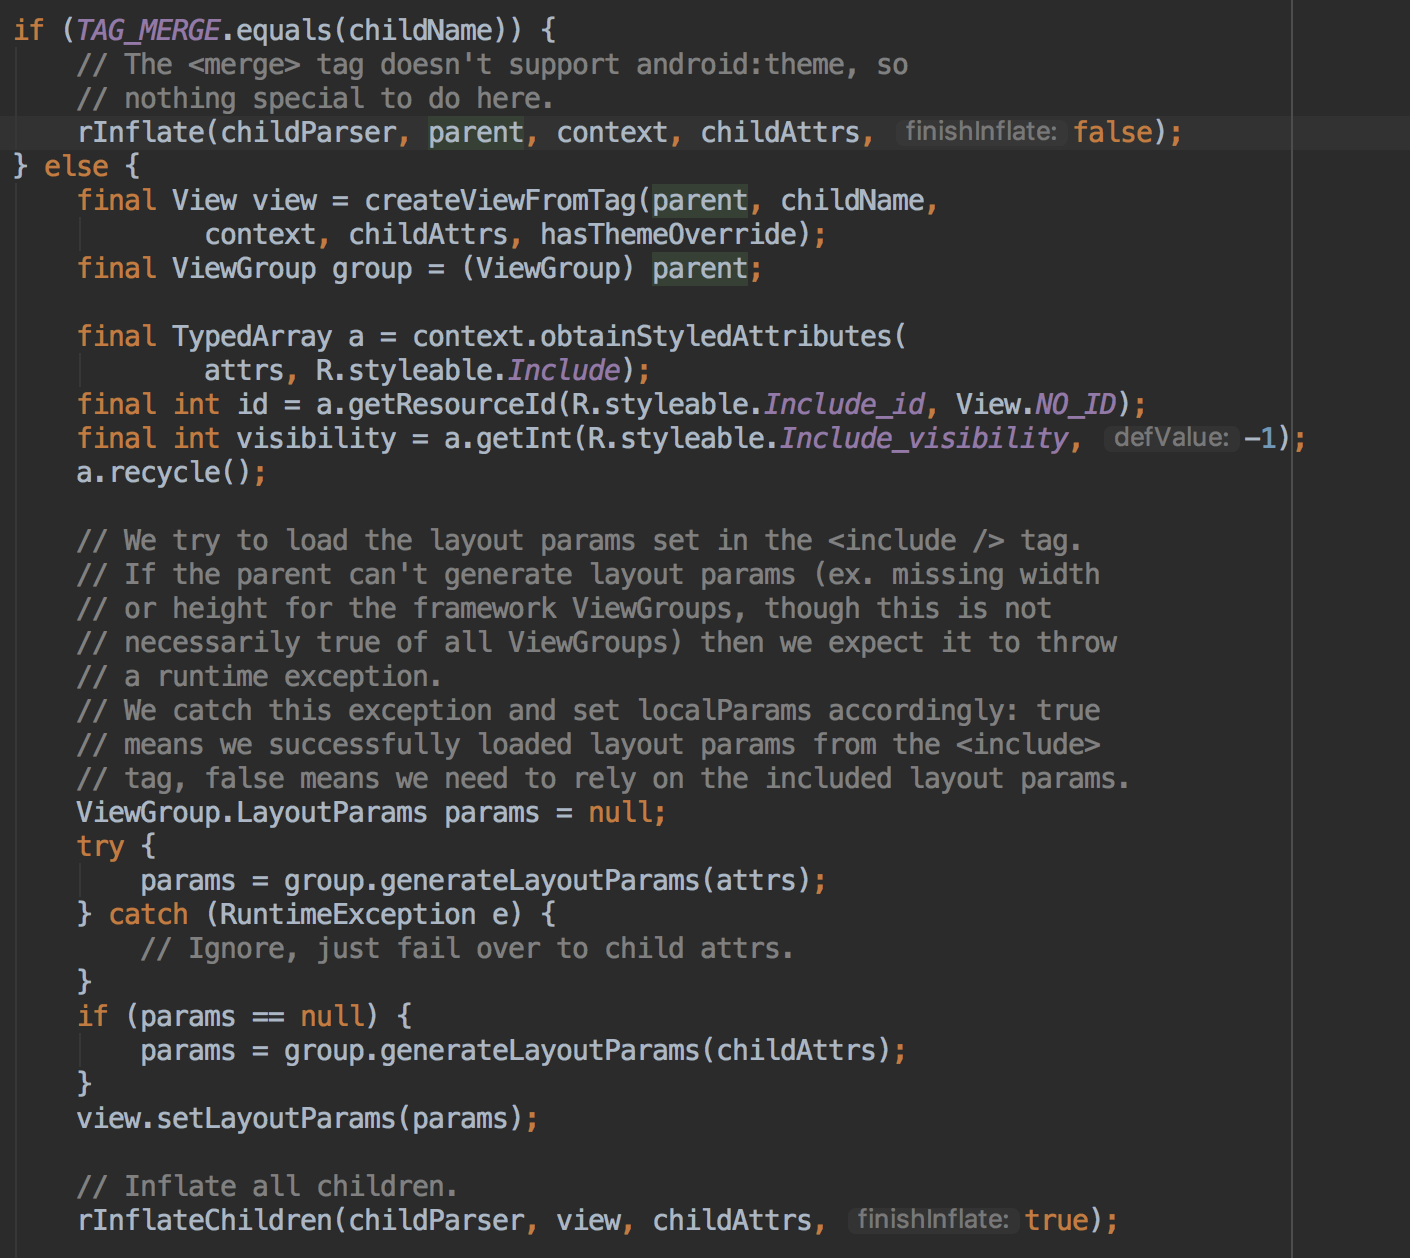 if (TAG_MERGE.equals(childName)) {
// The <merge> tag doesn't support android:theme, so
// nothing special to do here.
rInflate(childParser, parent, context, childAttrs, finishInflate: false);
} else {
final View view = createViewFromTag(parent, childName,
context, childAttrs, hasThemeOverride);
final ViewGroup group = (ViewGroup) parent;
final TypedArray a = context.obtainStyledAttributes(
attrs, R.styleable.Include);
final int id = a.getResourceId(R.styleable.Include_id, View.NO_ID);
final int visibility = a.getInt(R.styleable.Include_visibility, defValue: -1);
a.recycle();
// We try to load the layout params set in the <include /> tag.
// If the parent can't generate layout params (ex. missing width
// or height for the framework ViewGroups, though this is not
// necessarily true of all ViewGroups) then we expect it to throw
// a runtime exception.
// We catch this exception and set localParams accordingly: true
// means we successfully loaded layout params from the <include>
// tag, false means we need to rely on the included layout params.
ViewGroup.LayoutParams params = null;
try {
params = group.generateLayoutParams(attrs);
} catch (RuntimeException e) {
// Ignore, just fail over to child attrs.
}
if (params == null) {
params = group.generateLayoutParams(childAttrs);
}
view.setLayoutParams(params);
// Inflate all children.
rInflateChildren(childParser, view, childAttrs, finishInflate: true);